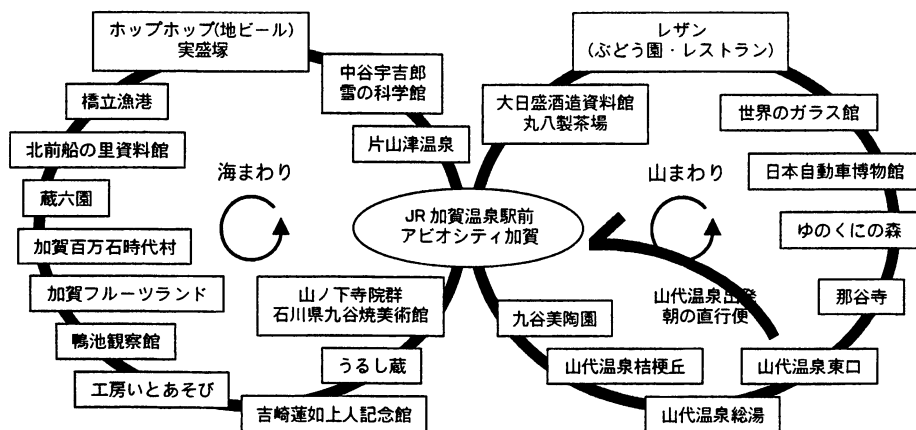 ホップホップ(地ビール)
実盛塚
中谷宇吉郎
雪の科学館
片山津温泉
橋立漁港
北前船の里資料館
蔵六園
加賀百万石時代村
加賀フルーツランド
鴨池観察館
工房いとあそび
吉崎蓮如上人記念館
うるし蔵
山ノ下寺院群
石川県九谷焼美術館
海まわり
JR加賀温泉駅前
アビオシティ加賀
レザン
(ぶどう園・レストラン)
大日盛酒造資料館
丸八製茶場
世界のガラス館
日本自動車博物館
ゆのくにの森
那谷寺
山代温泉東口
山代温泉総湯
山代温泉桔梗丘
九谷美陶園
山まわり
山代温泉出発
朝の直行便